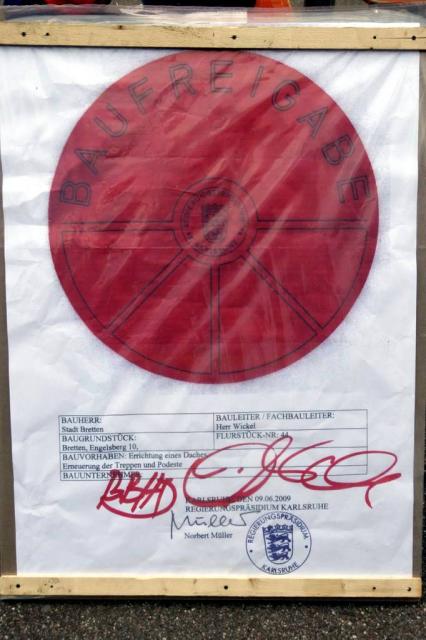 BAUFREIGABE
BAUHERR:
Stadt Bretten
BAULEITER / FACHBAULEITER:
Herr Wickel
BAUGRUNDSTÜCK:
Bretten, Engelsberg 10,
FLURSTÜCK-NR: 44
BAUVORHABEN: Errichtung eines Daches
Erneuerung der Treppen und Podeste
BAUUNTERNEHMER
KARLSRUHE, DEN 09.06.2009
REGIERUNGSPRÄSIDIUM KARLSRUHE
Müller
Norbert Müller
REGIERUNGSPRÄSIDIUM
KARLSRUHE